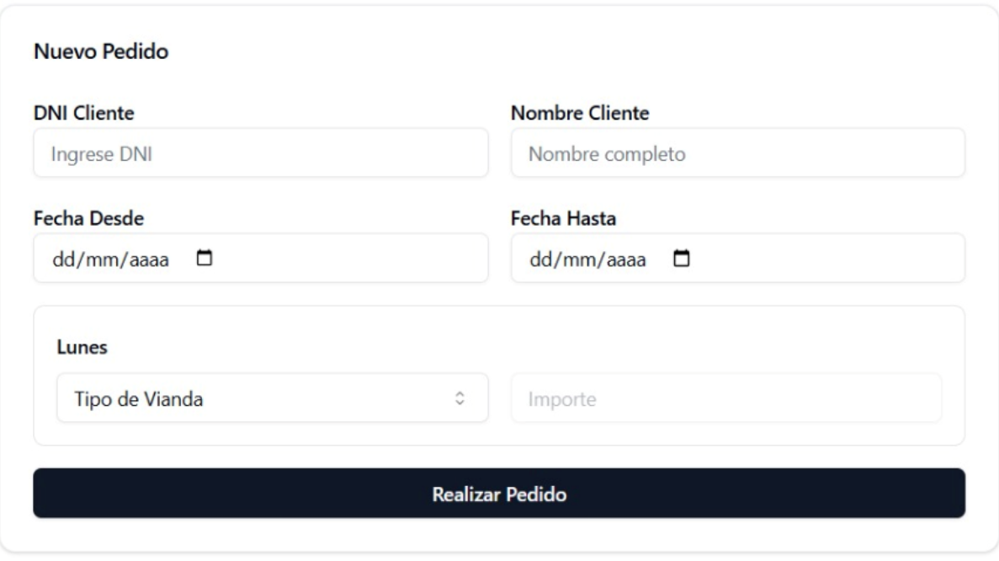 Nuevo Pedido
DNI Cliente
Nombre Cliente
Ingrese DNI
Nombre completo
Fecha Desde
Fecha Hasta
dd/mm/aaaa
dd/mm/aaaa
Lunes
Tipo de Vianda
Importe
Realizar Pedido